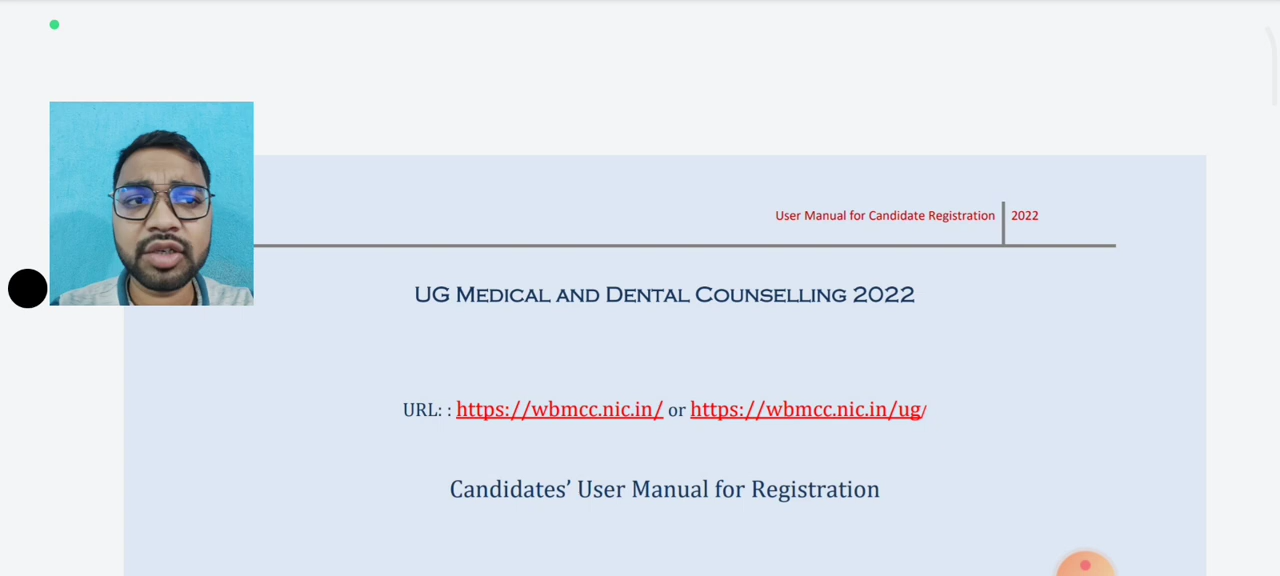 User Manual for Candidate Registration 2022
UG MEDICAL AND DENTAL COUNSELLING 2022
URL: : https://wbmcc.nic.in/ or https://wbmcc.nic.in/ug/
Candidates’ User Manual for Registration